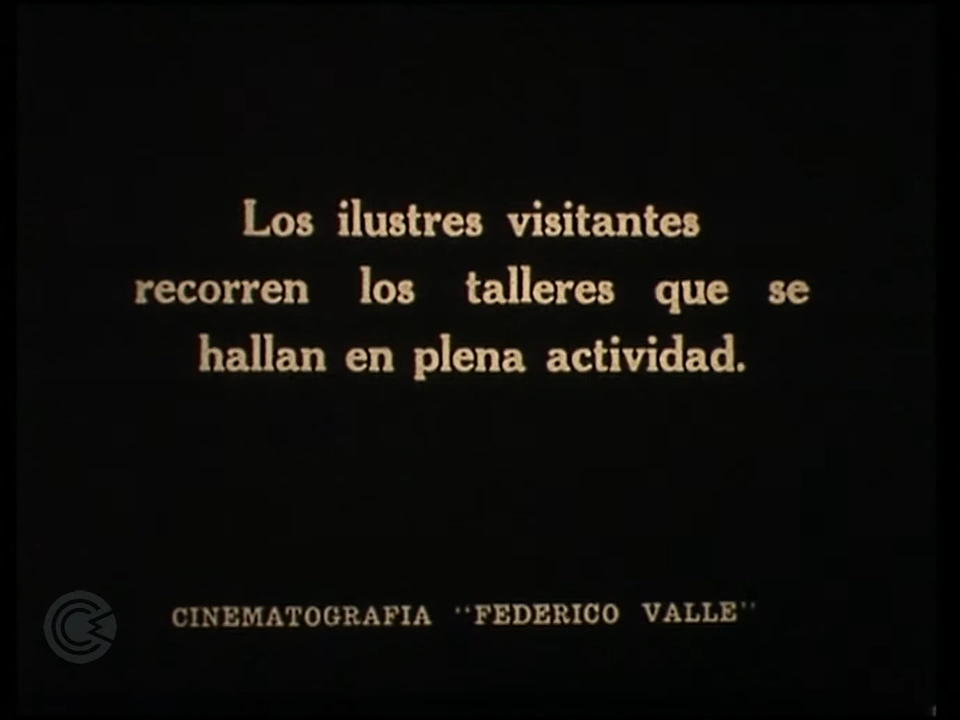 Los ilustres visitantes
recorren los talleres que se
hallan en plena actividad.
CINEMATOGRAFIA "FEDERICO VALLE"